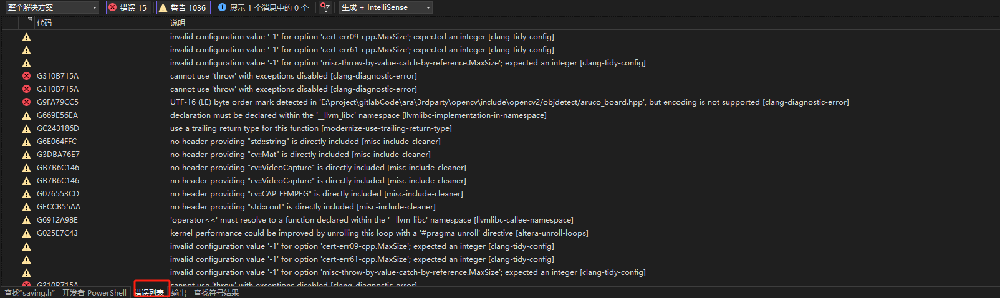 整个解决方案 错误 15 警告 1036 展示 1 个消息中的 0 个 生成 + IntelliSense
代码 说明
invalid configuration value '-1' for option 'cert-err09-cpp.MaxSize'; expected an integer [clang-tidy-config]
invalid configuration value '-1' for option 'cert-err61-cpp.MaxSize'; expected an integer [clang-tidy-config]
invalid configuration value '-1' for option 'misc-throw-by-value-catch-by-reference.MaxSize'; expected an integer [clang-tidy-config]
G310B715A cannot use 'throw' with exceptions disabled [clang-diagnostic-error]
G310B715A cannot use 'throw' with exceptions disabled [clang-diagnostic-error]
G9FA79CC5 UTF-16 (LE) byte order mark detected in 'E:\project\gitlabCode\ara\3rdparty\opencv\include\opencv2/objdetect/aruco_board.hpp', but encoding is not supported [clang-diagnostic-error]
G669E56EA declaration must be declared within the '__llvm_libc' namespace [llvmlibc-implementation-in-namespace]
GC243186D use a trailing return type for this function [modernize-use-trailing-return-type]
G6E064FFC no header providing "std::string" is directly included [misc-include-cleaner]
G3DBA76E7 no header providing "cv::Mat" is directly included [misc-include-cleaner]
GB7B6C146 no header providing "cv::VideoCapture" is directly included [misc-include-cleaner]
GB7B6C146 no header providing "cv::VideoCapture" is directly included [misc-include-cleaner]
G076553CD no header providing "cv::CAP_FFMPEG" is directly included [misc-include-cleaner]
GECCB55AA no header providing "std::cout" is directly included [misc-include-cleaner]
G6912A98E 'operator<<' must resolve to a function declared within the '__llvm_libc' namespace [llvmlibc-callee-namespace]
G025E7C43 kernel performance could be improved by unrolling this loop with a '#pragma unroll' directive [altera-unroll-loops]
invalid configuration value '-1' for option 'cert-err09-cpp.MaxSize'; expected an integer [clang-tidy-config]
invalid configuration value '-1' for option 'cert-err61-cpp.MaxSize'; expected an integer [clang-tidy-config]
invalid configuration value '-1' for option 'misc-throw-by-value-catch-by-reference.MaxSize'; expected an integer [clang-tidy-config]
G310B715A cannot use 'throw' with exceptions disabled [clang-diagnostic-error]
查找"saving.h" 开发者 PowerShell 错误列表 输出 查找符号结果